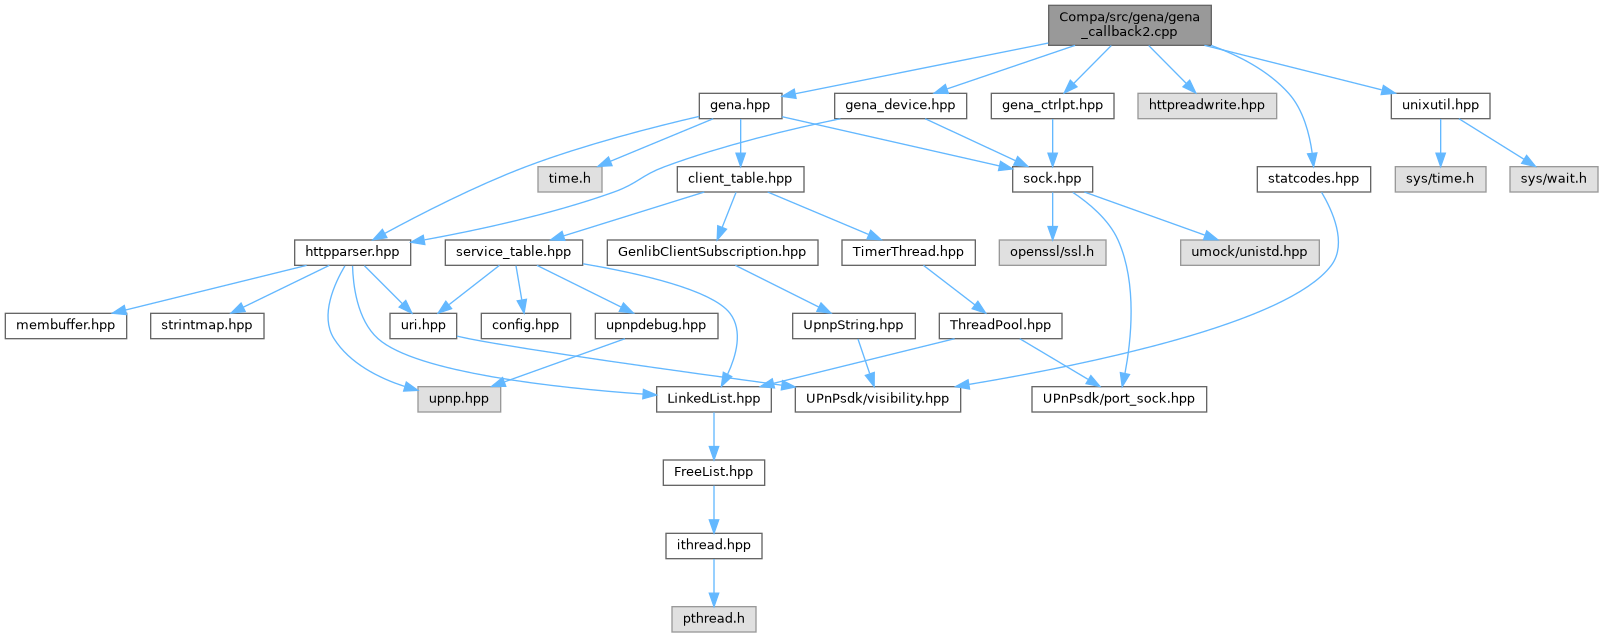 Compa/src/gena/gena
_callback2.cpp
gena.hpp
gena_device.hpp
gena_ctrlpt.hpp
httpreadwrite.hpp
unixutil.hpp
time.h
client_table.hpp
sock.hpp
statcodes.hpp
sys/time.h
sys/wait.h
httpparser.hpp
service_table.hpp
GenlibClientSubscription.hpp
TimerThread.hpp
openssl/ssl.h
umock/unistd.hpp
membuffer.hpp
strintmap.hpp
uri.hpp
config.hpp
upnpdebug.hpp
UpnpString.hpp
ThreadPool.hpp
upnp.hpp
LinkedList.hpp
UPnPsdk/visibility.hpp
UPnPsdk/port_sock.hpp
FreeList.hpp
ithread.hpp
pthread.h